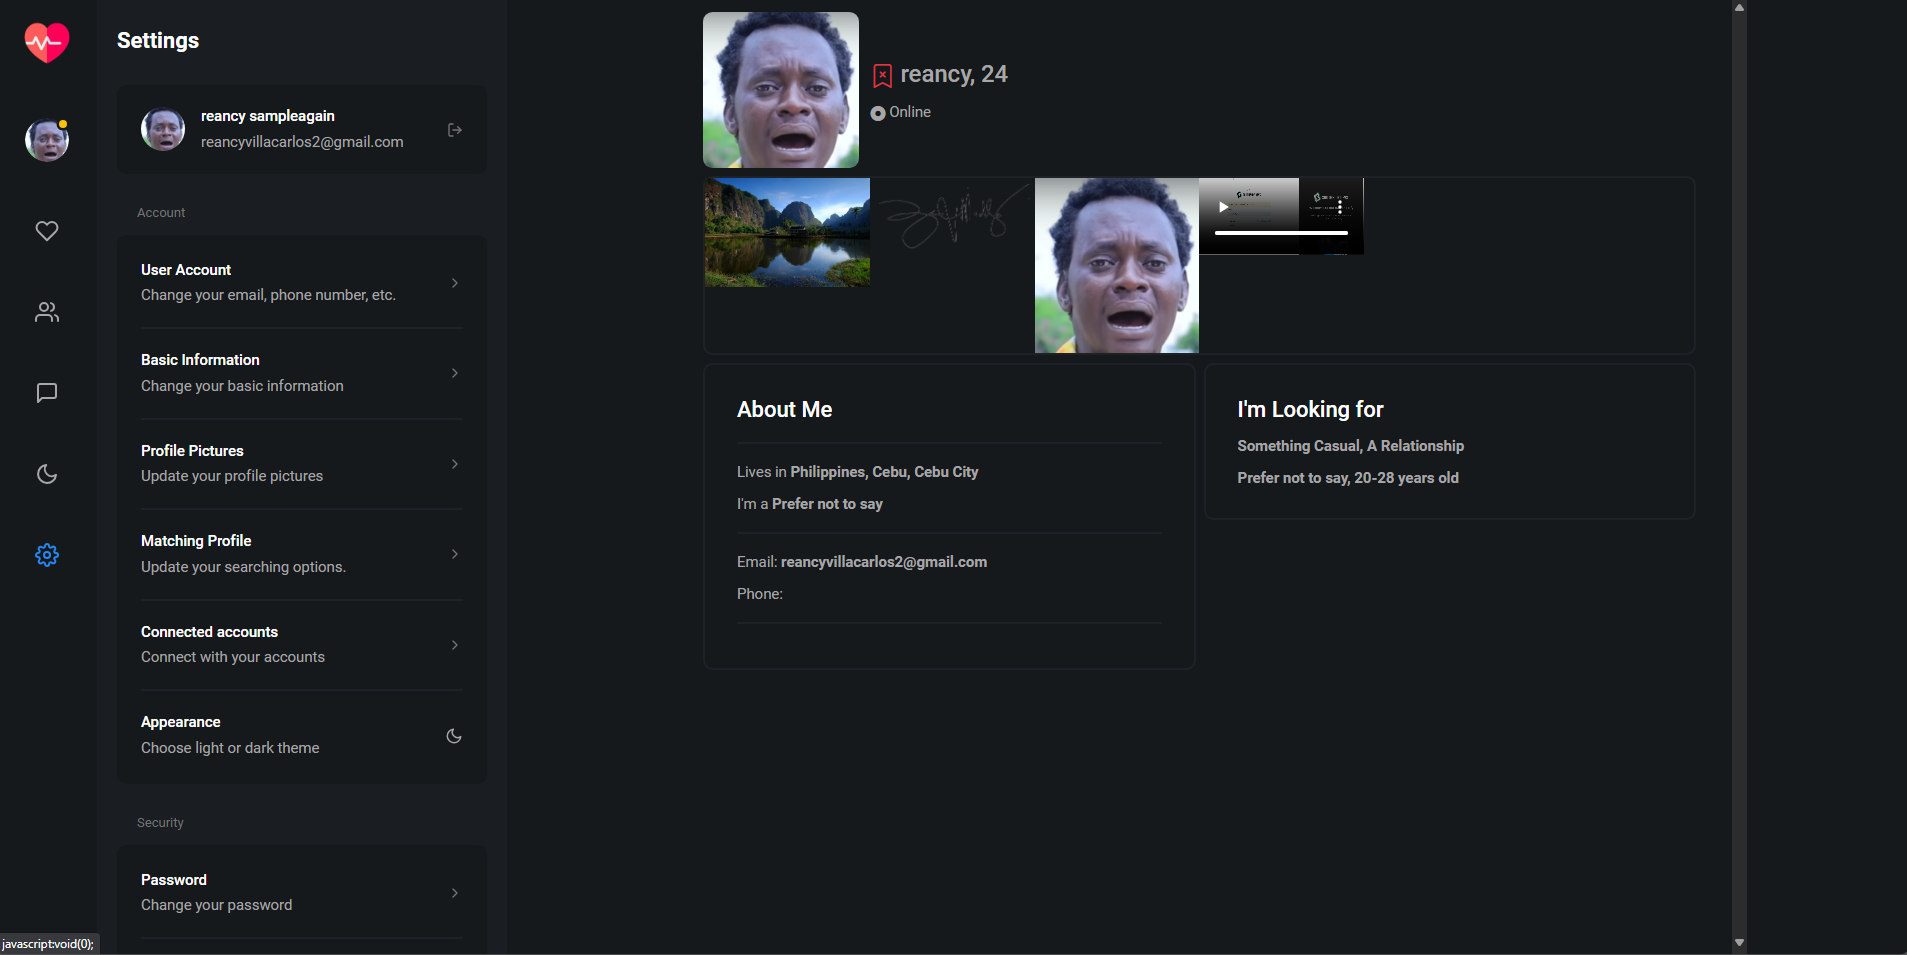 Settings
reancy sampleagain
reancyvillacarlos2@gmail.com
Account
User Account
Change your email, phone number, etc.
Basic Information
Change your basic information
Profile Pictures
Update your profile pictures
Matching Profile
Update your searching options.
Connected accounts
Connect with your accounts
Appearance
Choose light or dark theme
Security
Password
Change your password
javascript:void(0);
reancy, 24
Online
About Me
Lives in Philippines, Cebu, Cebu City
I'm a Prefer not to say
Email: reancyvillacarlos2@gmail.com
Phone:
I'm Looking for
Something Casual, A Relationship
Prefer not to say, 20-28 years old